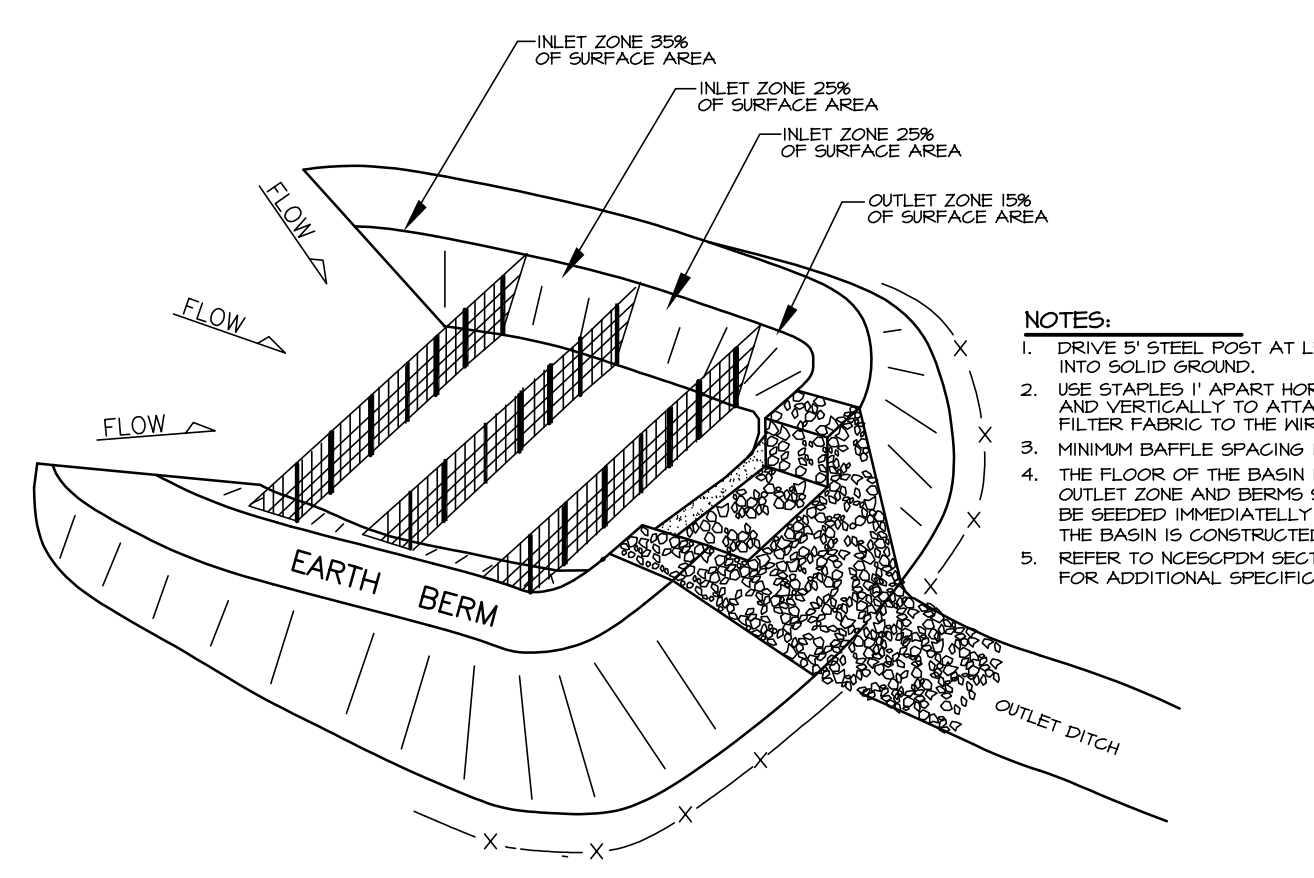 INLET ZONE 35%
OF SURFACE AREA
INLET ZONE 25%
OF SURFACE AREA
INLET ZONE 25%
OF SURFACE AREA
OUTLET ZONE 15%
OF SURFACE AREA
FLOW
FLOW
FLOW
EARTH BERM
OUTLET DITCH
X
X
X
X
X
X
X
X
NOTES:
1. DRIVE 5' STEEL POST AT
INTO SOLID GROUND.
2. USE STAPLES 1' APART
AND VERTICALLY TO
FILTER FABRIC TO THE
3. MINIMUM BAFFLE SPACING
4. THE FLOOR OF THE BASIN
OUTLET ZONE AND BERMS
BE SEEDED IMMEDIATELLY
THE BASIN IS
5. REFER TO NCESCPDM
FOR ADDITIONAL